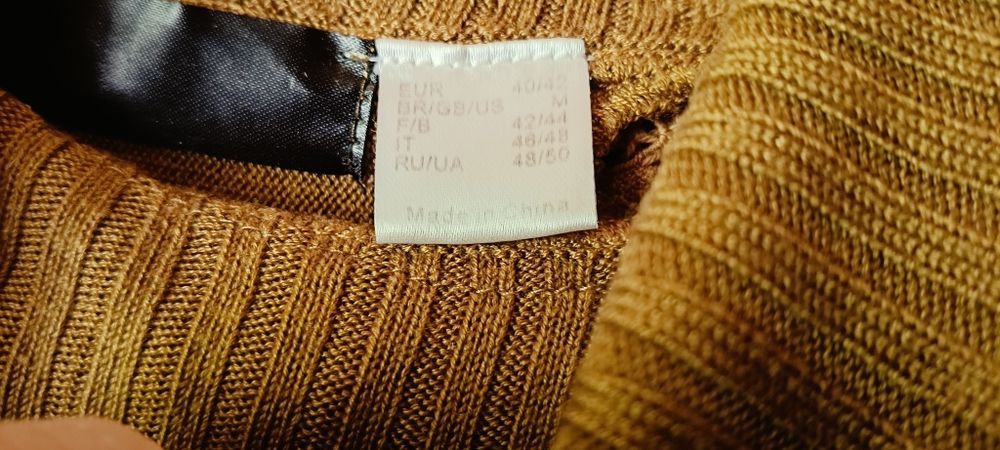 EUR 40/42
BR/GB/US M
F/B 42/44
IT 46/48
RU/UA 48/50
Made in China